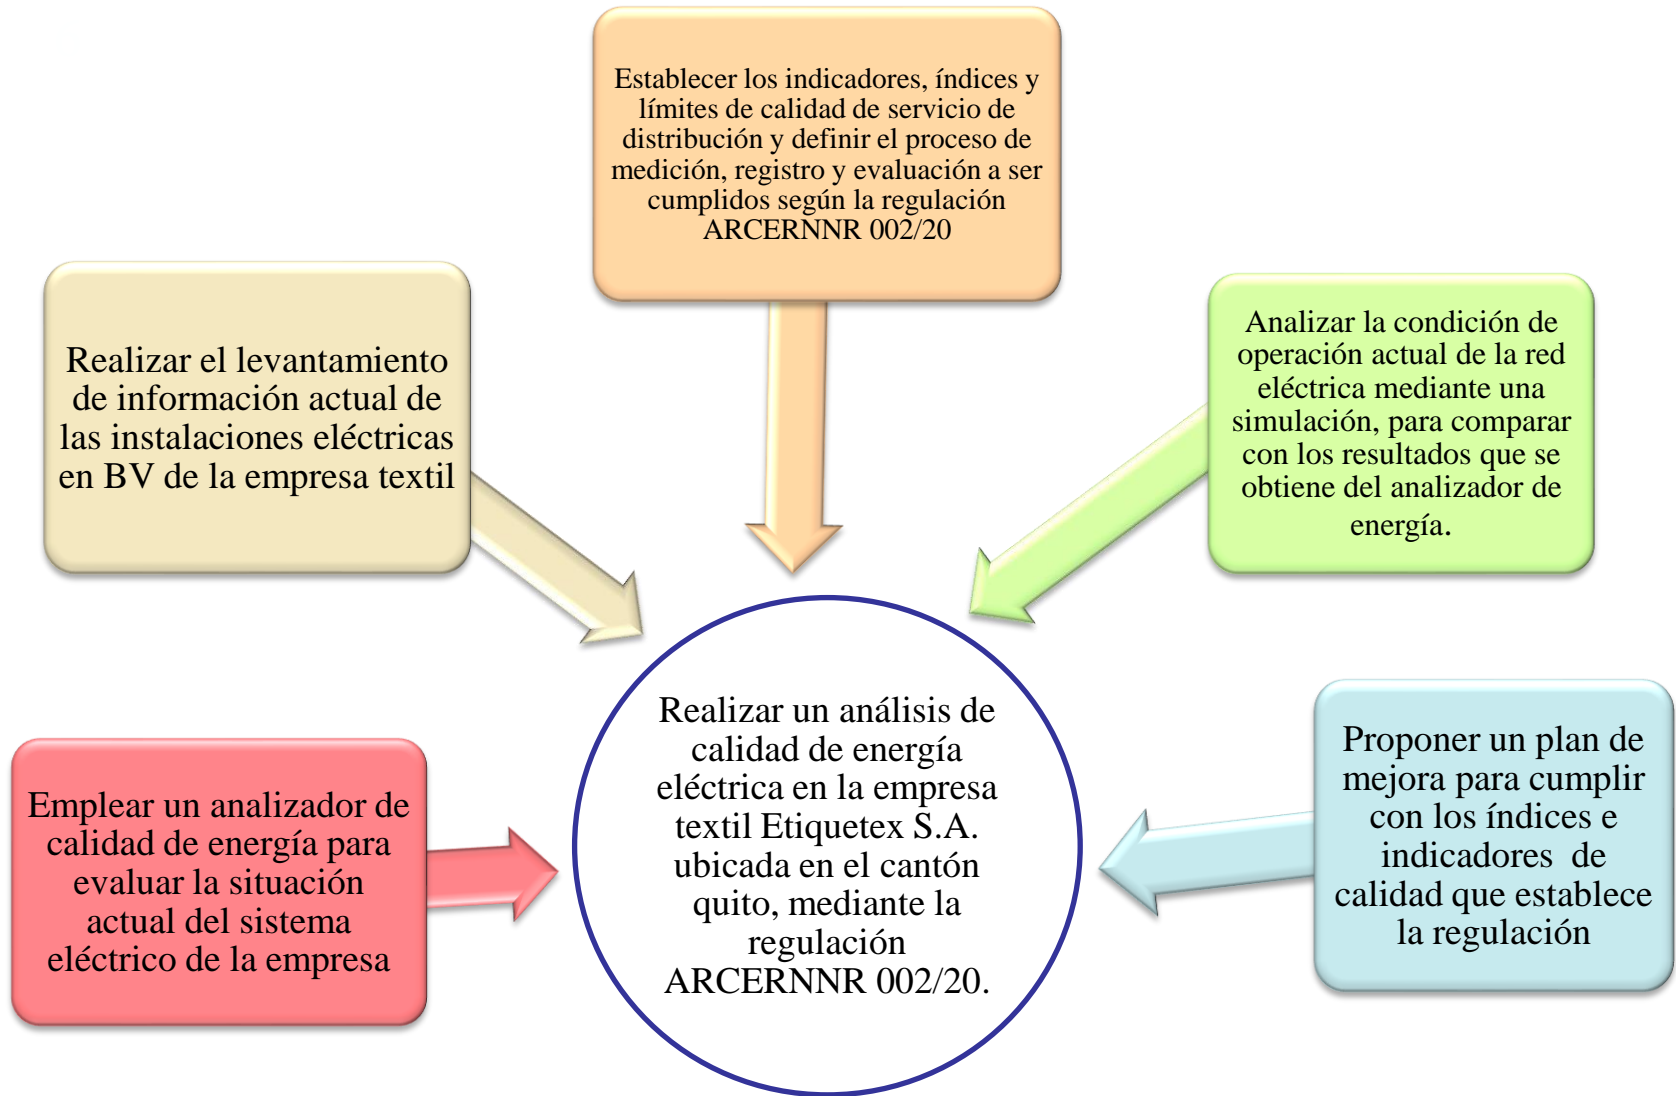 Establecer los indicadores, índices y
límites de calidad de servicio de
distribución y definir el proceso de
medición, registro y evaluación a ser
cumplidos según la regulación
ARCERNNR 002/20
Realizar el levantamiento
de información actual de
las instalaciones eléctricas
en BV de la empresa textil
Analizar la condición de
operación actual de la red
eléctrica mediante una
simulación, para comparar
con los resultados que se
obtiene del analizador de
energía.
Emplear un analizador de
calidad de energía para
evaluar la situación
actual del sistema
eléctrico de la empresa
Realizar un análisis de
calidad de energía
eléctrica en la empresa
textil Etiquetex S.A.
ubicada en el cantón
quito, mediante la
regulación
ARCERNNR 002/20.
Proponer un plan de
mejora para cumplir
con los índices e
indicadores  de
calidad que establece
la regulación